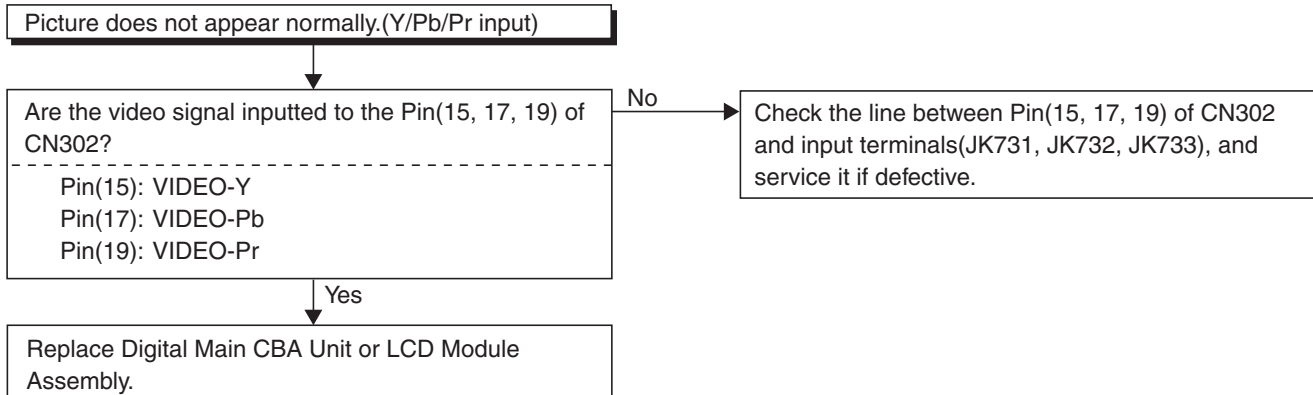 Picture does not appear normally.(Y/Pb/Pr input)
Are the video signal inputted to the Pin(15, 17, 19) of
CN302?
Pin(15): VIDEO-Y
Pin(17): VIDEO-Pb
Pin(19): VIDEO-Pr
No
Check the line between Pin(15, 17, 19) of CN302
and input terminals(JK731, JK732, JK733), and
service it if defective.
Yes
Replace Digital Main CBA Unit or LCD Module
Assembly.